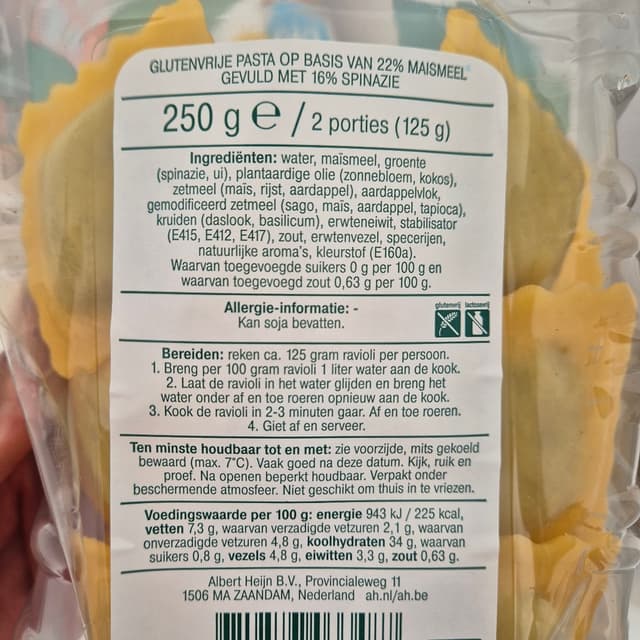 GLUTENVRIJE PASTA OP BASIS VAN 22% MAISMEEL
GEVULD MET 16% SPINAZIE
250 g e / 2 porties (125 g)
Ingrediënten: water, maïsmeel, groente
(spinazie, ui), plantaardige olie (zonnebloem, kokos),
zetmeel (maïs, rijst, aardappel), aardappelvlok,
gemodificeerd zetmeel (sago, maïs, aardappel, tapioca),
kruiden (daslook, basilicum), erwteneiwit, stabilisator
(E415, E412, E417), zout, erwtenvezel, specerijen,
natuurlijke aroma's, kleurstof (E160a).
Waarvan toegevoegde suikers 0 g per 100 g en
waarvan toegevoegd zout 0,63 g per 100 g.
Allergie-informatie: -
Kan soja bevatten.
glutenvrij lactosevrij
Bereiden: reken ca. 125 gram ravioli per persoon.
1. Breng per 100 gram ravioli 1 liter water aan de kook.
2. Laat de ravioli in het water glijden en breng het
water onder af en toe roeren opnieuw aan de kook.
3. Kook de ravioli in 2-3 minuten gaar. Af en toe roeren.
4. Giet af en serveer.
Ten minste houdbaar tot en met: zie voorzijde, mits gekoeld
bewaard (max. 7°C). Vaak goed na deze datum. Kijk, ruik en
proef. Na openen beperkt houdbaar. Verpakt onder
beschermende atmosfeer. Niet geschikt om thuis in te vriezen.
Voedingswaarde per 100 g: energie 943 kJ / 225 kcal,
vetten 7,3 g, waarvan verzadigde vetzuren 2,1 g, waarvan
onverzadigde vetzuren 4,8 g, koolhydraten 34 g, waarvan
suikers 0,8 g, vezels 4,8 g, eiwitten 3,3 g, zout 0,63 g.
Albert Heijn B.V., Provincialeweg 11
1506 MA ZAANDAM, Nederland ah.nl/ah.be